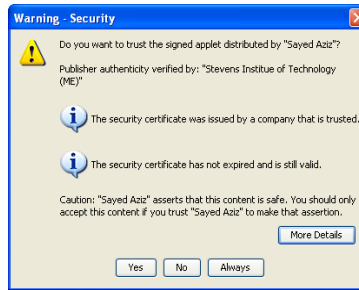 Warning - Security
Do you want to trust the signed applet distributed by "Sayed Aziz"?
Publisher authenticity verified by: "Stevens Institue of Technology
(ME)"
The security certificate was issued by a company that is trusted.
The security certificate has not expired and is still valid.
Caution: "Sayed Aziz" asserts that this content is safe. You should only
accept this content if you trust "Sayed Aziz" to make that assertion.
More Details
Yes No Always